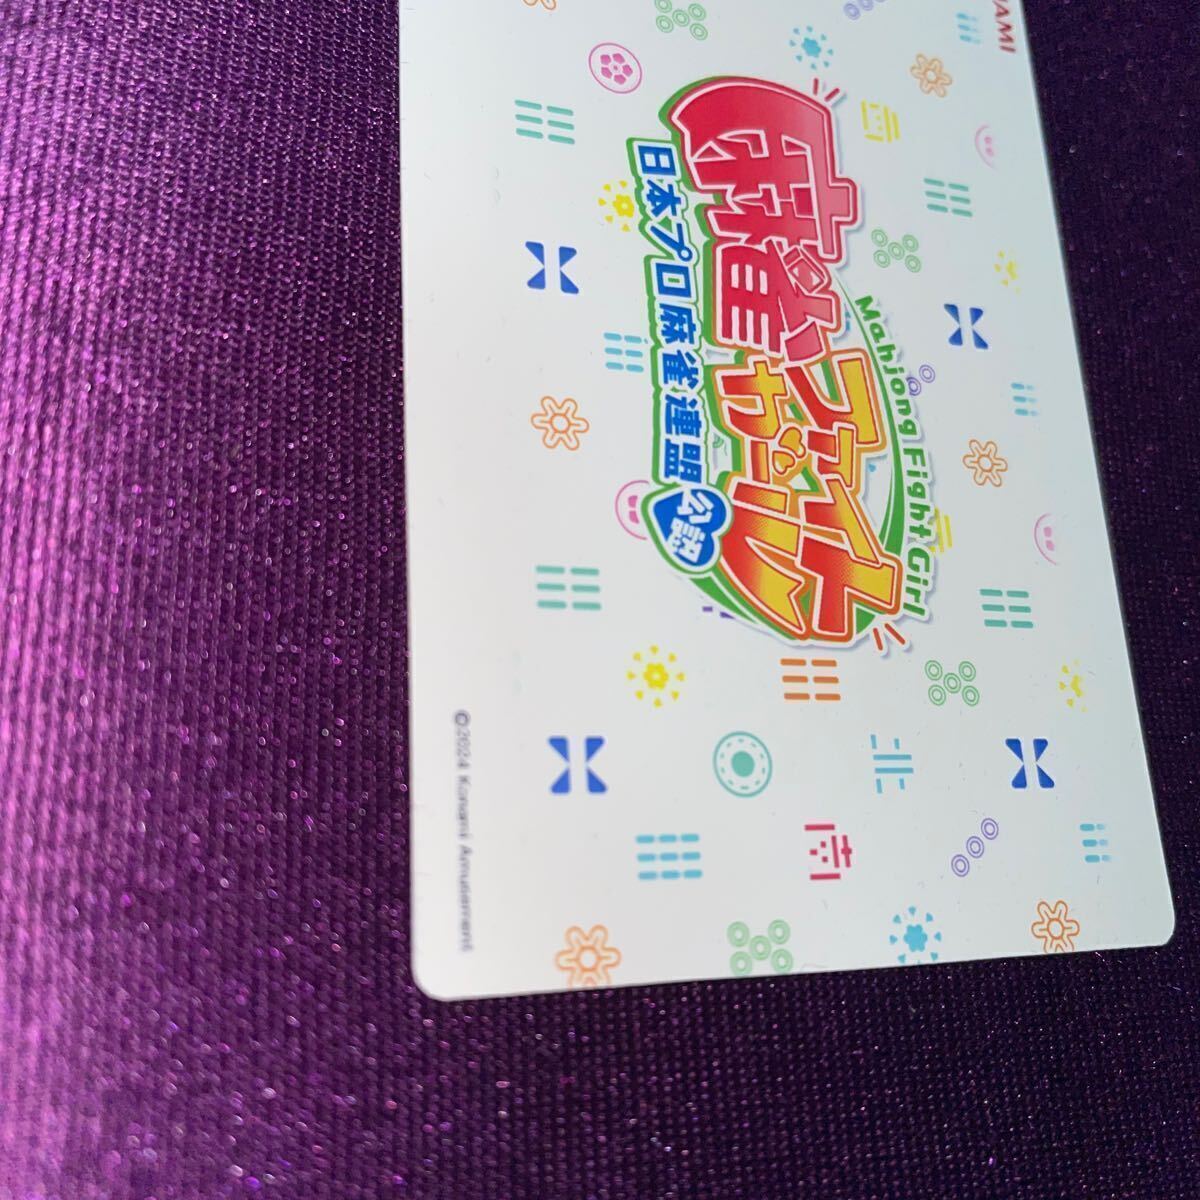 Mahjong Fight Girl
麻雀ファイトガール
日本プロ麻雀連盟公認
©2024 Konami Amusement